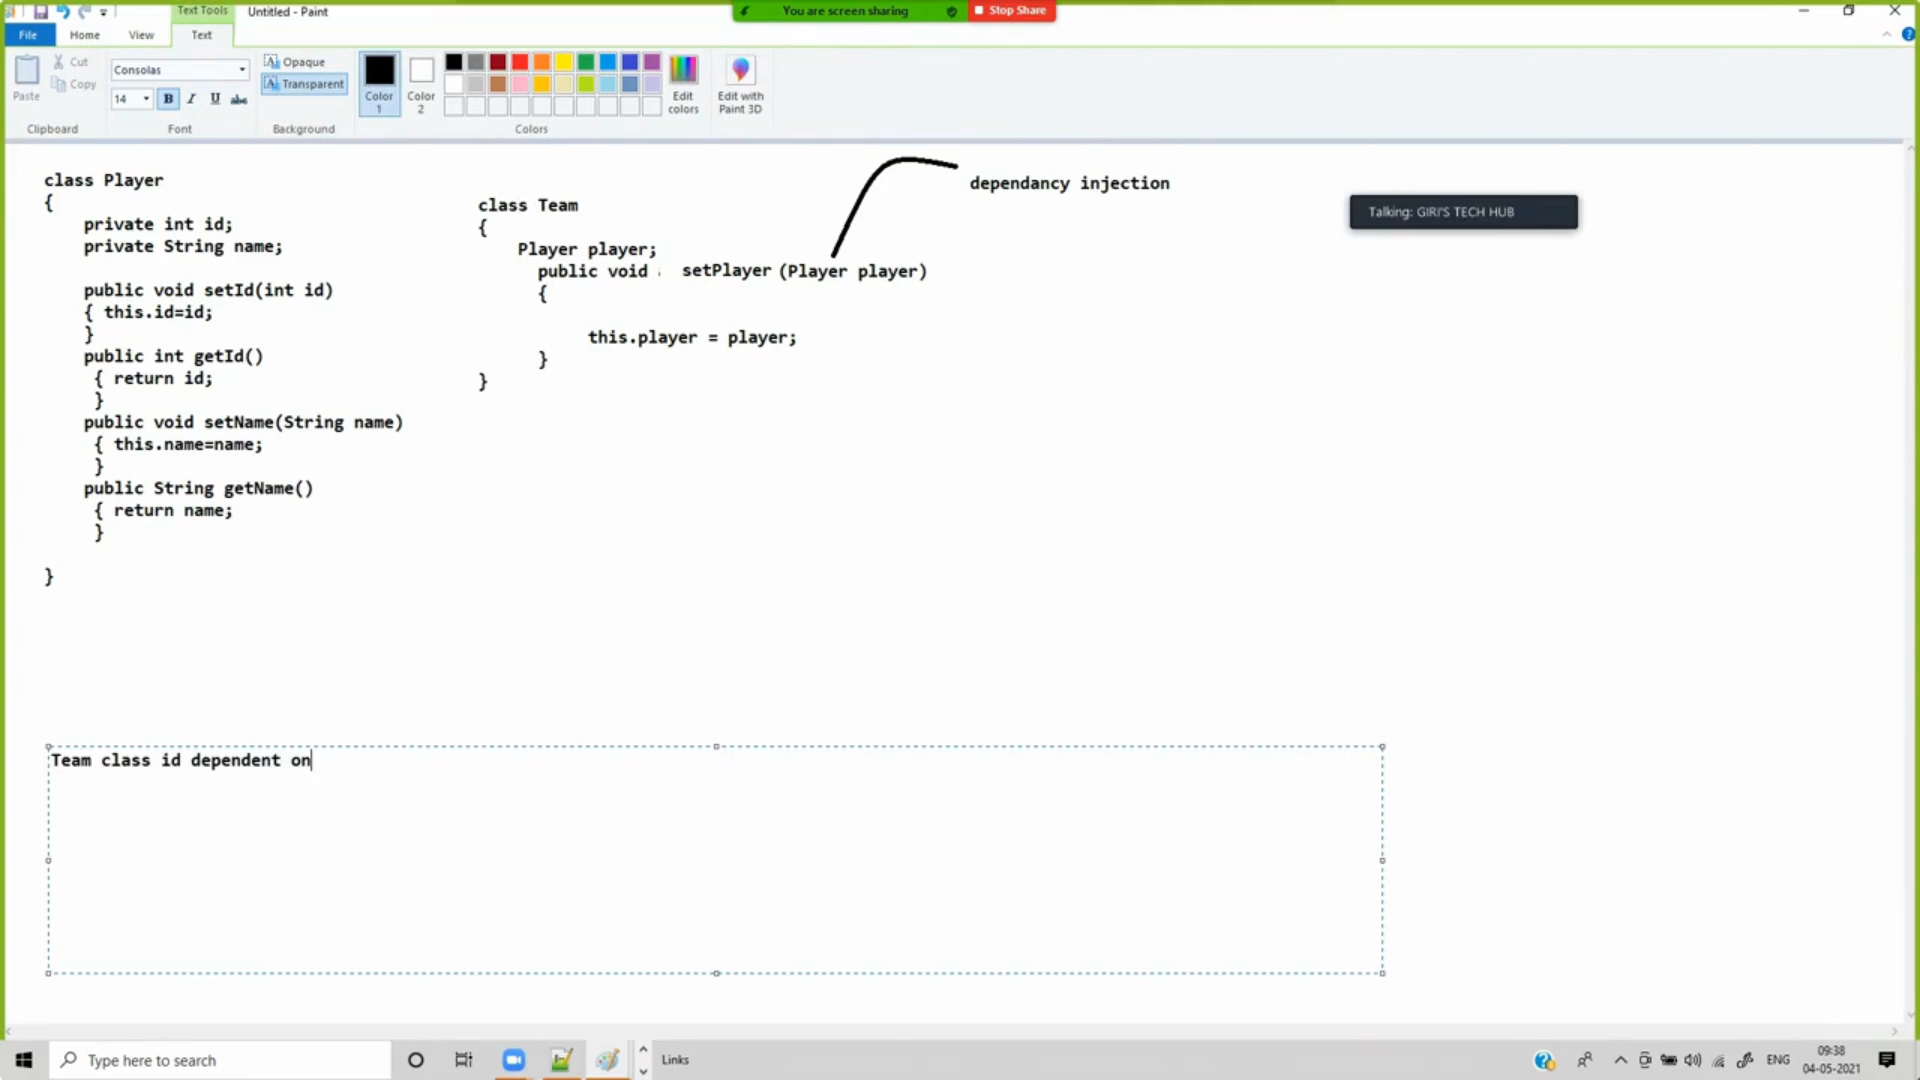 Text Tools
Untitled - Paint
You are screen sharing
Stop Share
File
Home
View
Text
Paste
Cut
Copy
Clipboard
Consolas
14
B
I
U
abc
Font
Opaque
Transparent
Background
Color 1
Color 2
Colors
Edit colors
Edit with Paint 3D
class Player
{
private int id;
private String name;
public void setId(int id)
{ this.id=id;
}
public int getId()
{ return id;
}
public void setName(String name)
{ this.name=name;
}
public String getName()
{ return name;
}
}
class Team
{
Player player;
public void setPlayer (Player player)
{
this.player = player;
}
}
dependancy injection
Talking: GIRI'S TECH HUB
Team class id dependent on
Type here to search
Links
ENG
09:38
04-05-2021